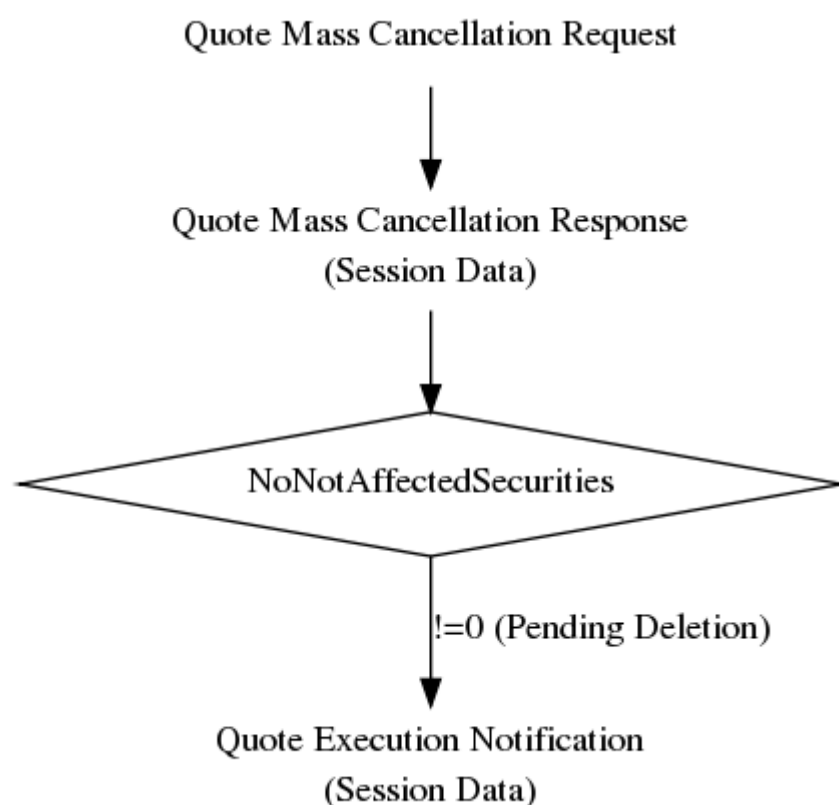 Quote Mass Cancellation Request
Quote Mass Cancellation Response
(Session Data)
NoNotAffectedSecurities
!=0 (Pending Deletion)
Quote Execution Notification
(Session Data)